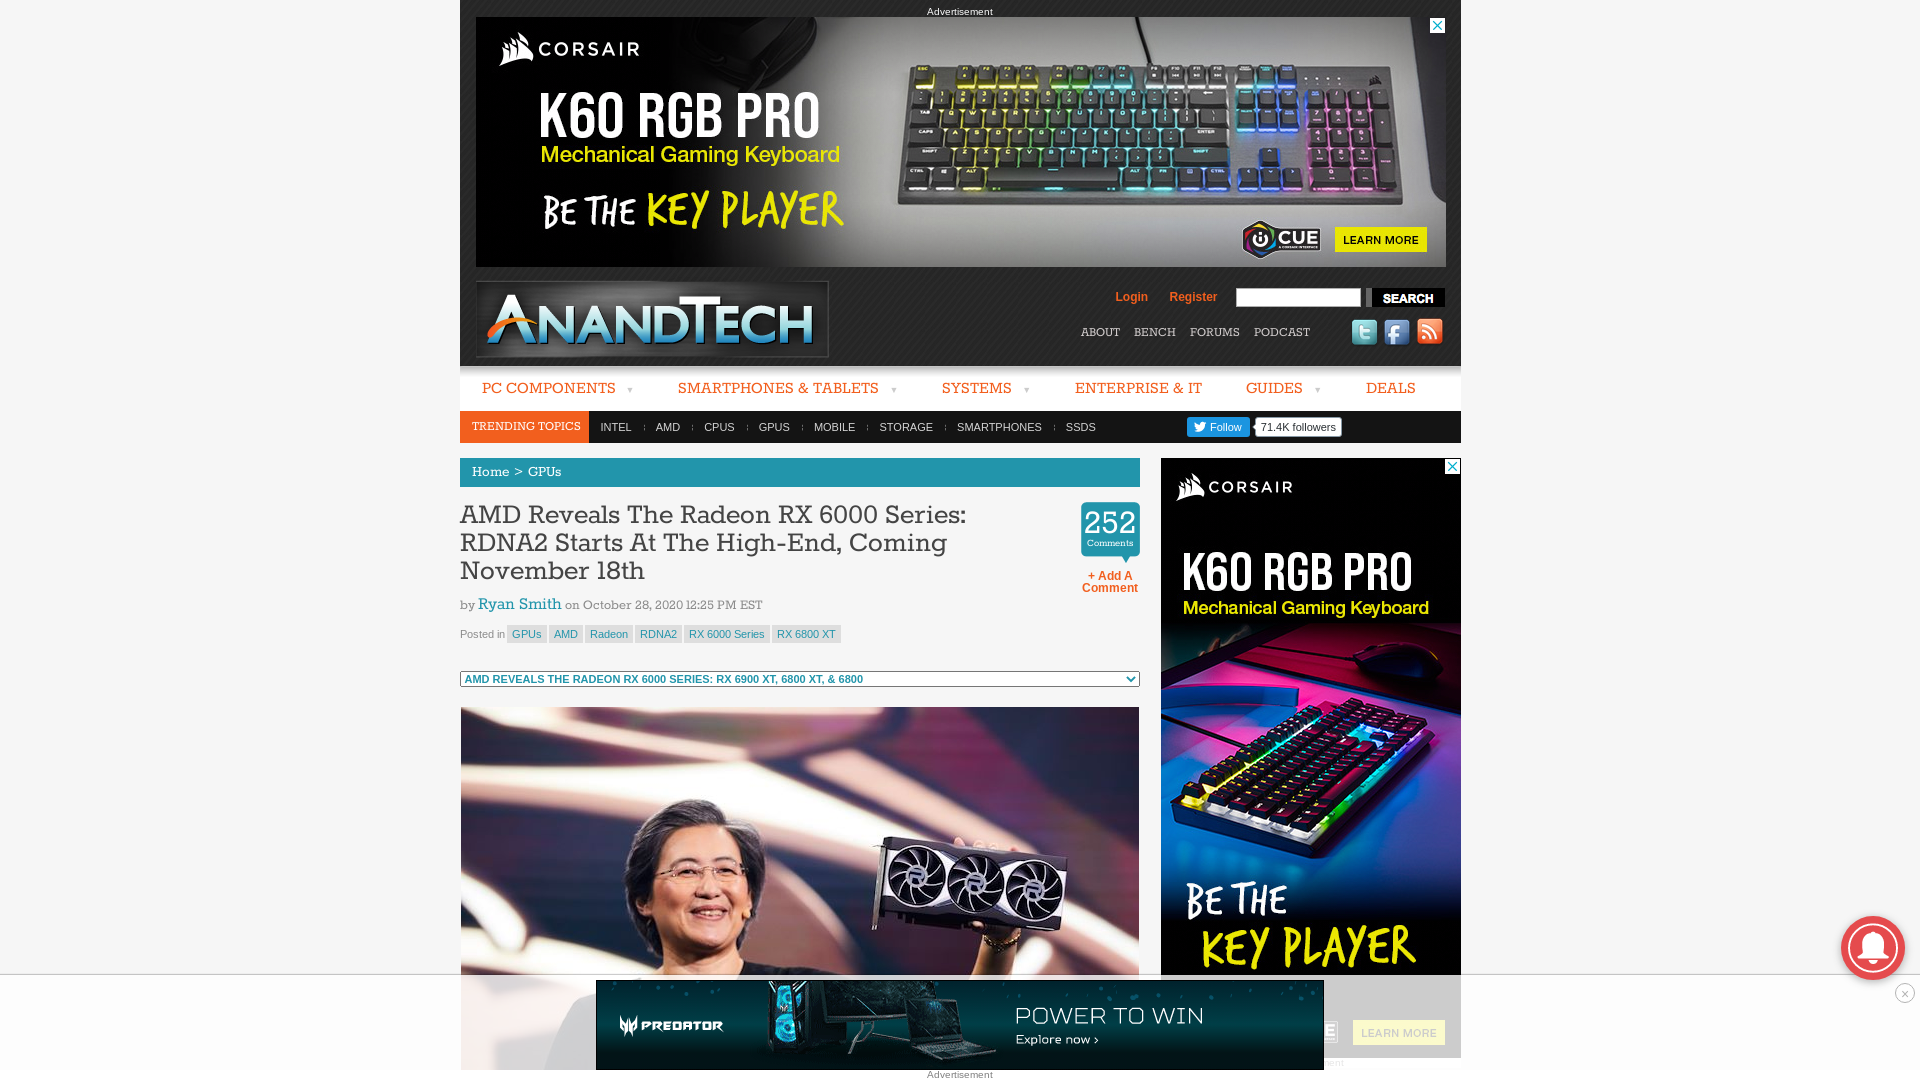 Advertisement
CORSAIR
K60 RGB PRO
Mechanical Gaming Keyboard
BE THE KEY PLAYER
iCUE
LEARN MORE
ANANDTECH
Login Register SEARCH
ABOUT BENCH FORUMS PODCAST
PC COMPONENTS SMARTPHONES & TABLETS SYSTEMS ENTERPRISE & IT GUIDES DEALS
TRENDING TOPICS INTEL AMD CPUS GPUS MOBILE STORAGE SMARTPHONES SSDS Follow 71.4K followers
Home > GPUs
AMD Reveals The Radeon RX 6000 Series:
RDNA2 Starts At The High-End, Coming
November 18th
by Ryan Smith on October 28, 2020 12:25 PM EST
252
Comments
+ Add A
Comment
Posted in GPUs AMD Radeon RDNA2 RX 6000 Series RX 6800 XT
AMD REVEALS THE RADEON RX 6000 SERIES: RX 6900 XT, 6800 XT, & 6800
CORSAIR
K60 RGB PRO
Mechanical Gaming Keyboard
BE THE
KEY PLAYER
LEARN MORE
PREDATOR
POWER TO WIN
Explore now >
Advertisement